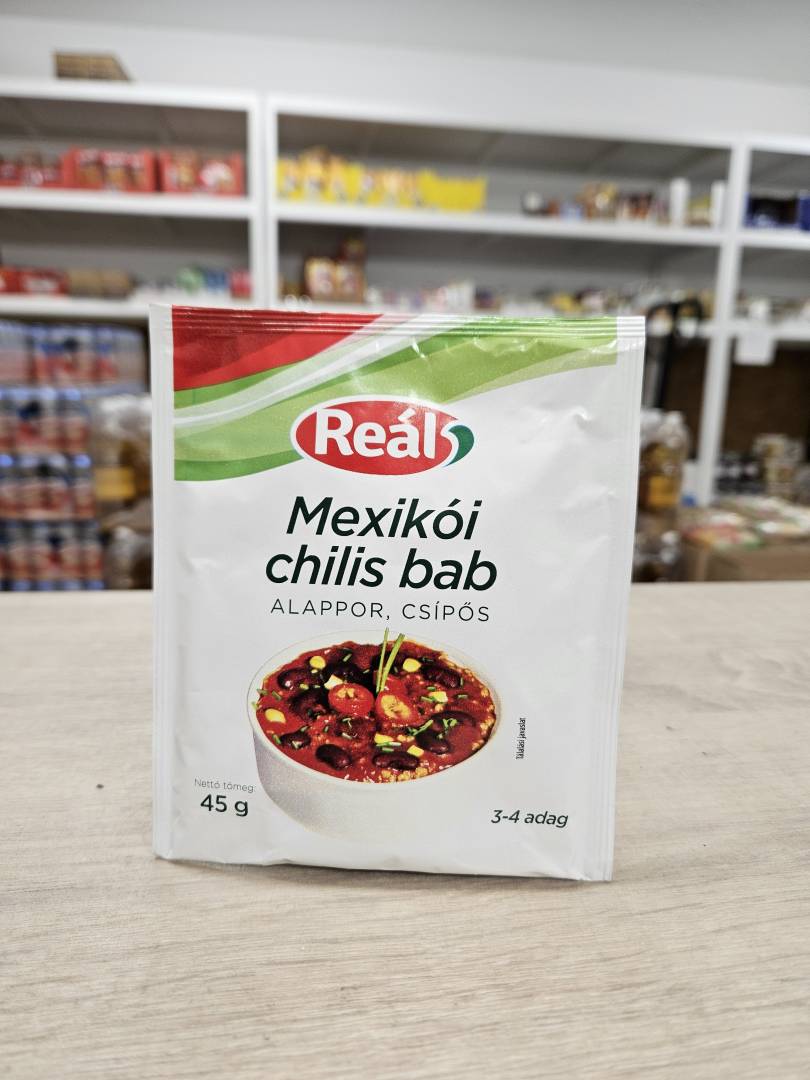 Reál
Mexikói
chilis bab
ALAPPOR, CSÍPŐS
Tálalási javaslat
Nettó tömeg:
45 g
3-4 adag